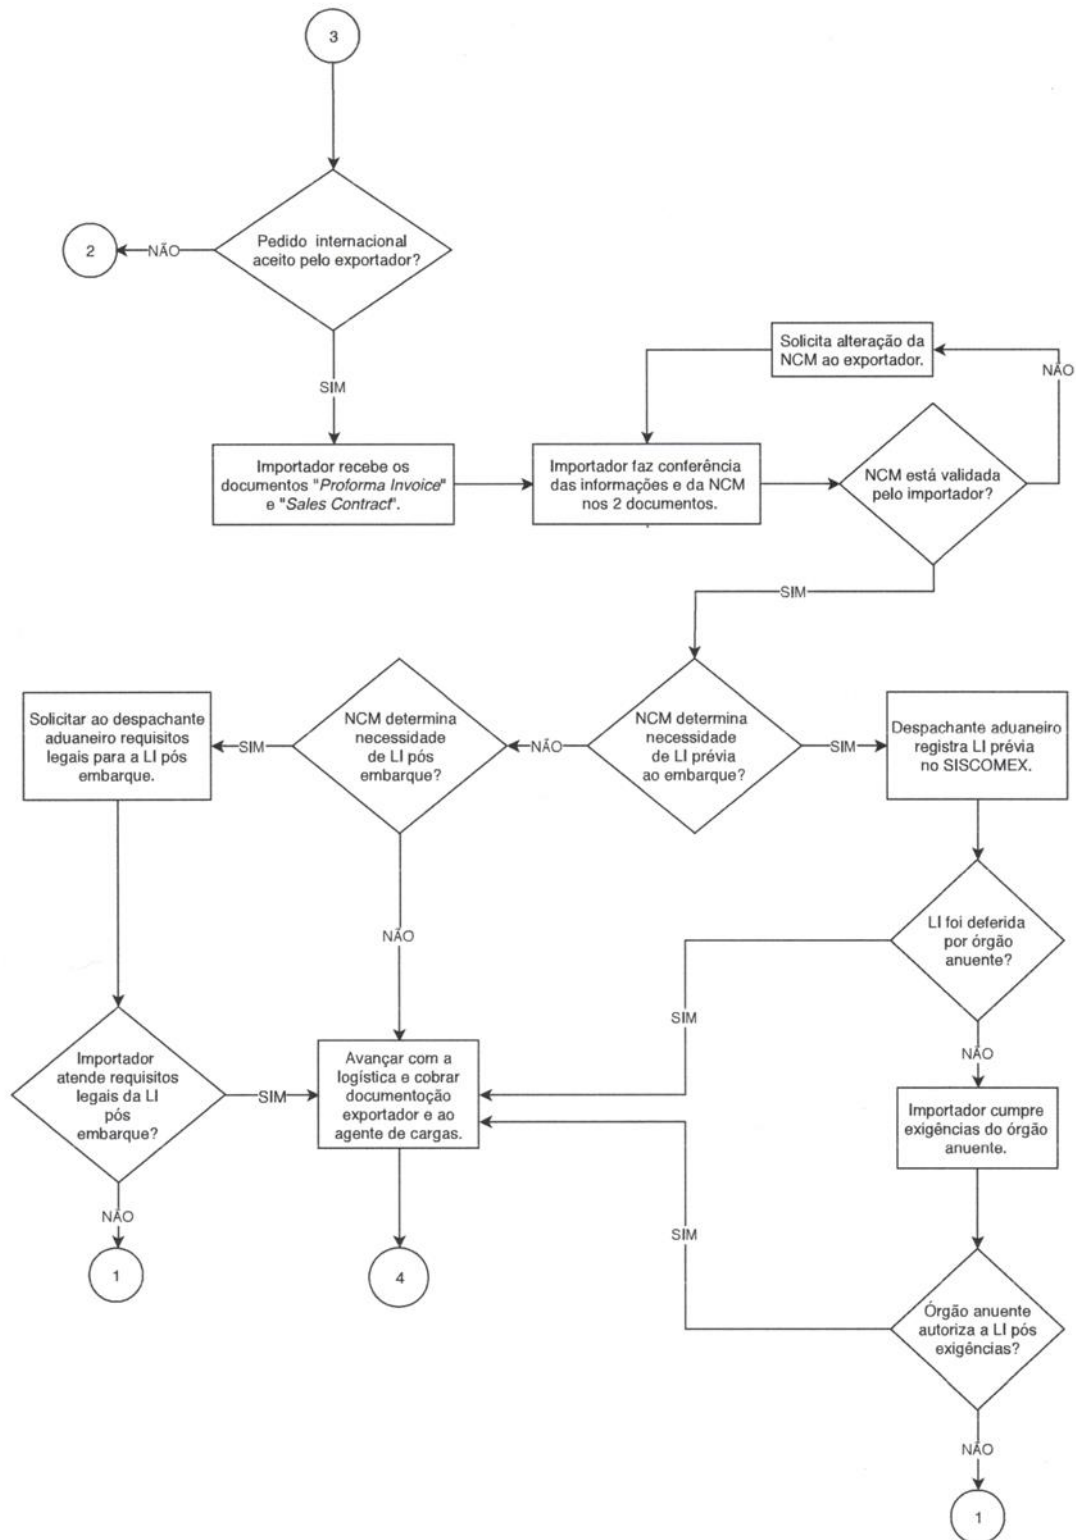 3
Pedido internacional
aceito pelo exportador?
NÃO
2
SIM
Solicita alteração da
NCM ao exportador.
NÃO
Importador recebe os
documentos "Proforma Invoice"
e "Sales Contract".
Importador faz conferência
das informações e da NCM
nos 2 documentos.
NCM está validada
pelo importador?
SIM
Solicitar ao despachante
aduaneiro requisitos
legais para a LI pós
embarque.
SIM
NCM determina
necessidade
de LI pós
embarque?
NÃO
NCM determina
necessidade
de LI prévia
ao embarque?
SIM
Despachante aduaneiro
registra LI prévia
no SISCOMEX.
NÃO
LI foi deferida
por órgão
anuente?
SIM
NÃO
Importador
atende requisitos
legais da LI
pós
embarque?
SIM
Avançar com a
logística e cobrar
documentoção
exportador e ao
agente de cargas.
Importador cumpre
exigências do órgão
anuente.
NÃO
SIM
1
4
Órgão anuente
autoriza a LI pós
exigências?
NÃO
1